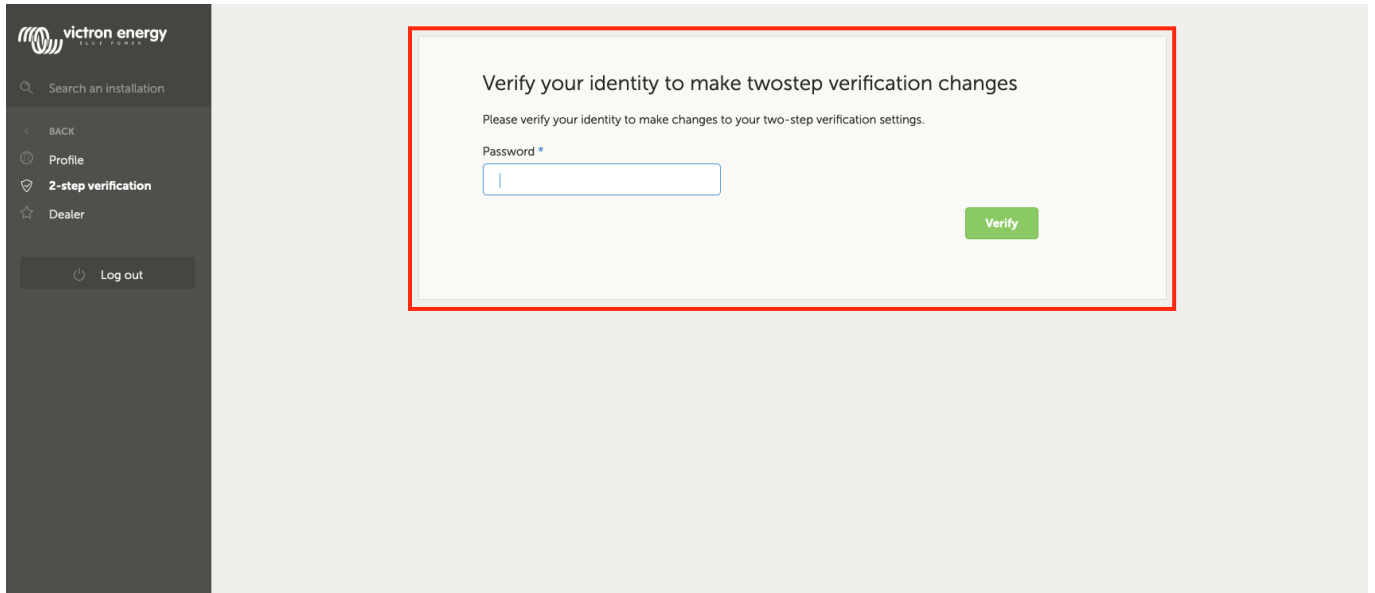 victron energy
BLUE POWER
Search an installation
BACK
Profile
2-step verification
Dealer
Log out
Verify your identity to make twostep verification changes
Please verify your identity to make changes to your two-step verification settings.
Password *
Verify